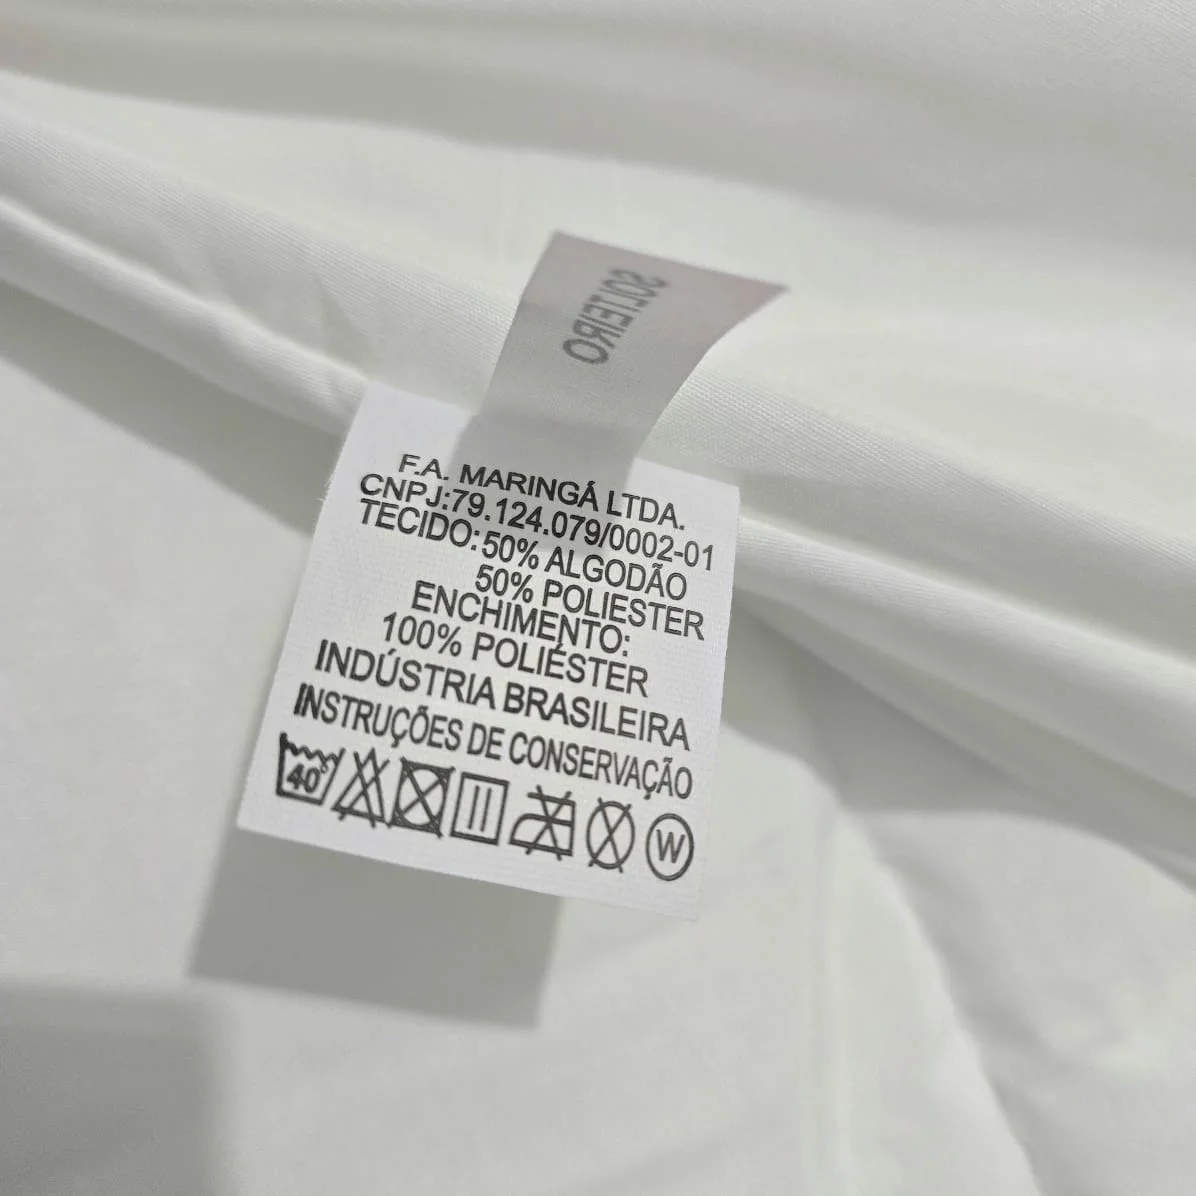 SOLTEIRO
F.A. MARINGÁ LTDA.
CNPJ:79.124.079/0002-01
TECIDO:50% ALGODÃO
50% POLIESTER
ENCHIMENTO:
100% POLIÉSTER
INDÚSTRIA BRASILEIRA
INSTRUÇÕES DE CONSERVAÇÃO
40°
W